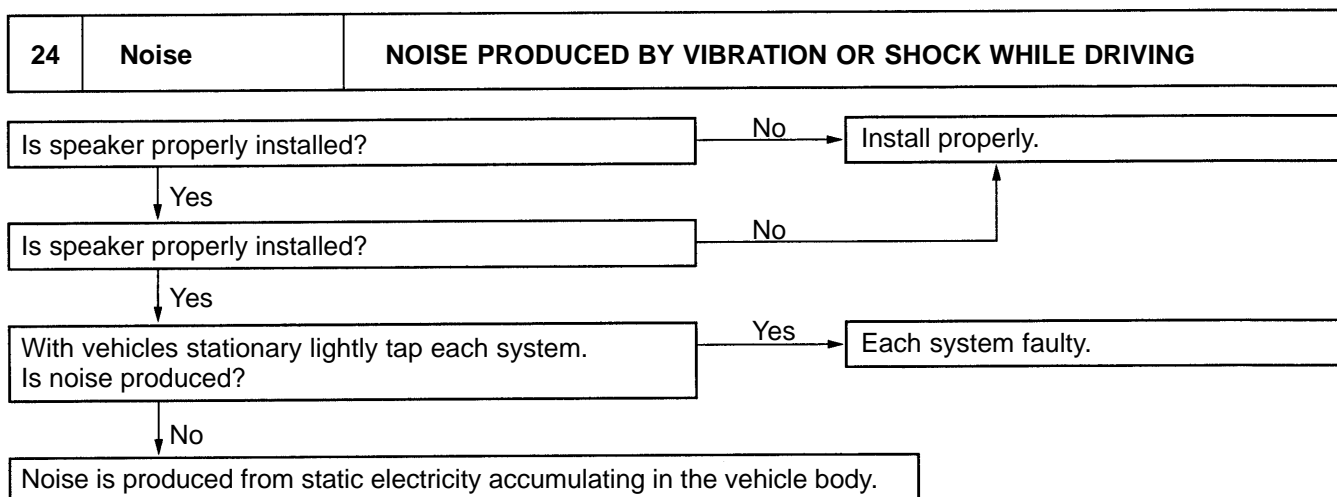 24 Noise NOISE PRODUCED BY VIBRATION OR SHOCK WHILE DRIVING
Is speaker properly installed? No Install properly.
Yes
Is speaker properly installed? No
Yes
With vehicles stationary lightly tap each system. Yes Each system faulty.
Is noise produced?
No
Noise is produced from static electricity accumulating in the vehicle body.